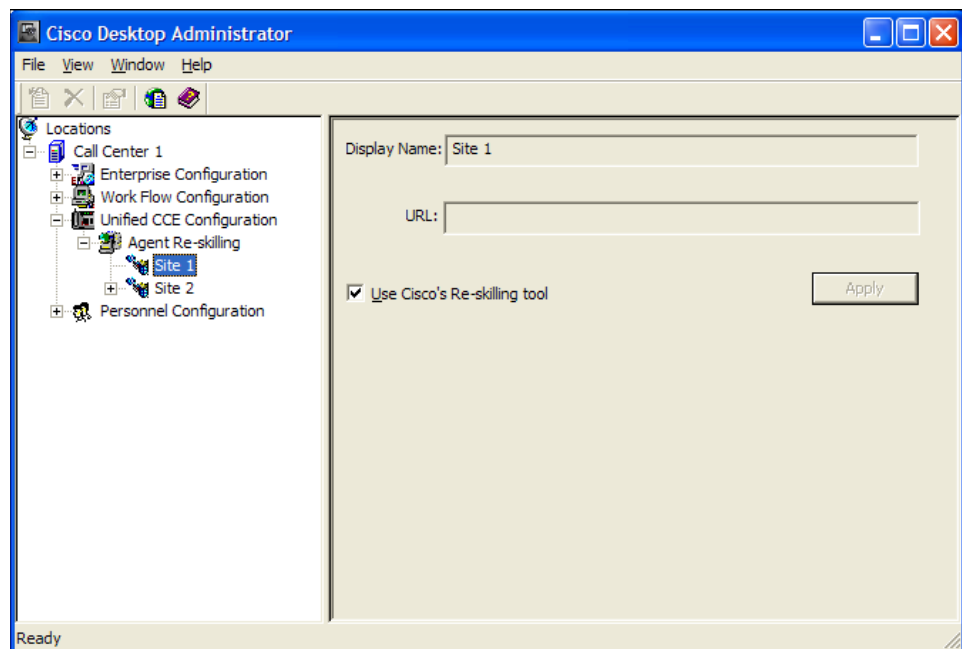 Cisco Desktop Administrator
File View Window Help
Locations
Call Center 1
Enterprise Configuration
Work Flow Configuration
Unified CCE Configuration
Agent Re-skilling
Site 1
Site 2
Personnel Configuration
Display Name: Site 1
URL:
Use Cisco's Re-skilling tool
Apply
Ready